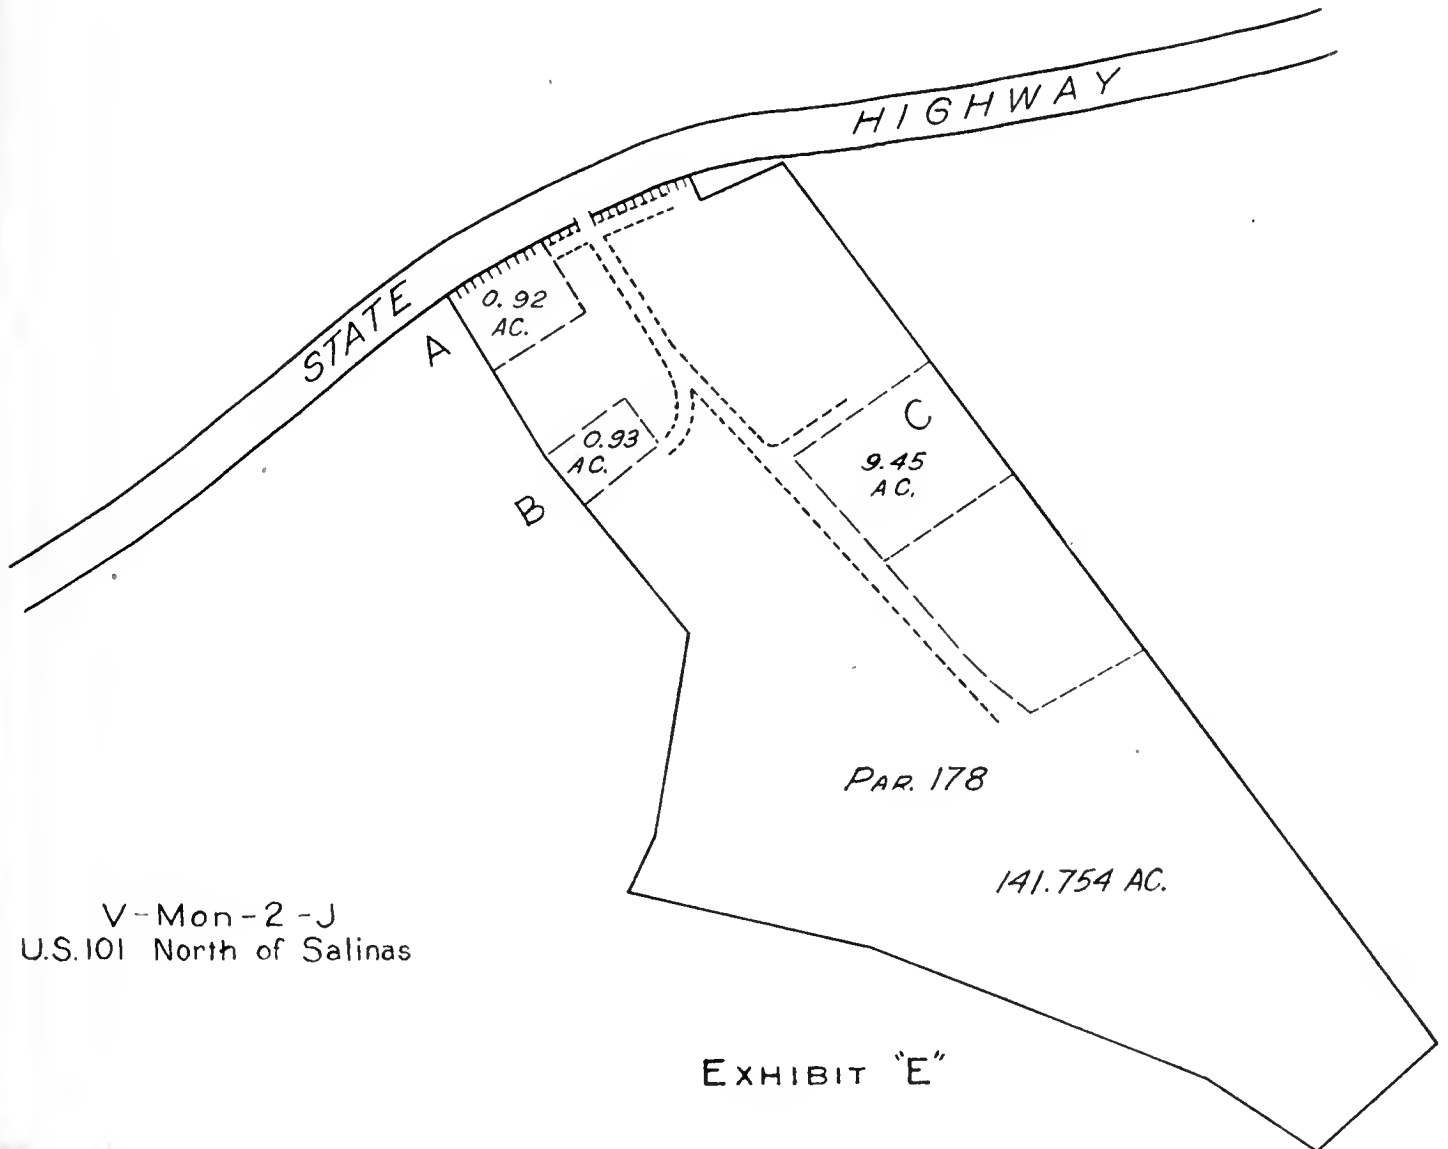 STATE HIGHWAY
0.92
AC.
A
0.93
AC.
B
C
9.45
AC.
PAR. 178
141.754 AC.
V-Mon-2-J
U.S.101 North of Salinas
EXHIBIT "E"